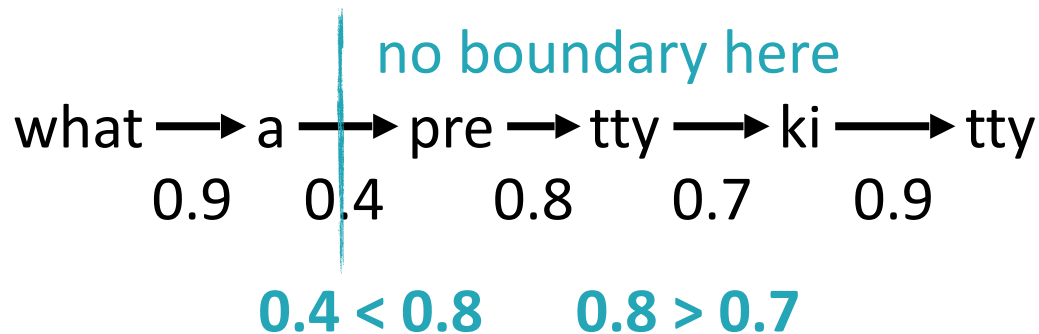 no boundary here
what → a → pre → tty → ki → tty
0.9 0.4 0.8 0.7 0.9
0.4 < 0.8 0.8 > 0.7